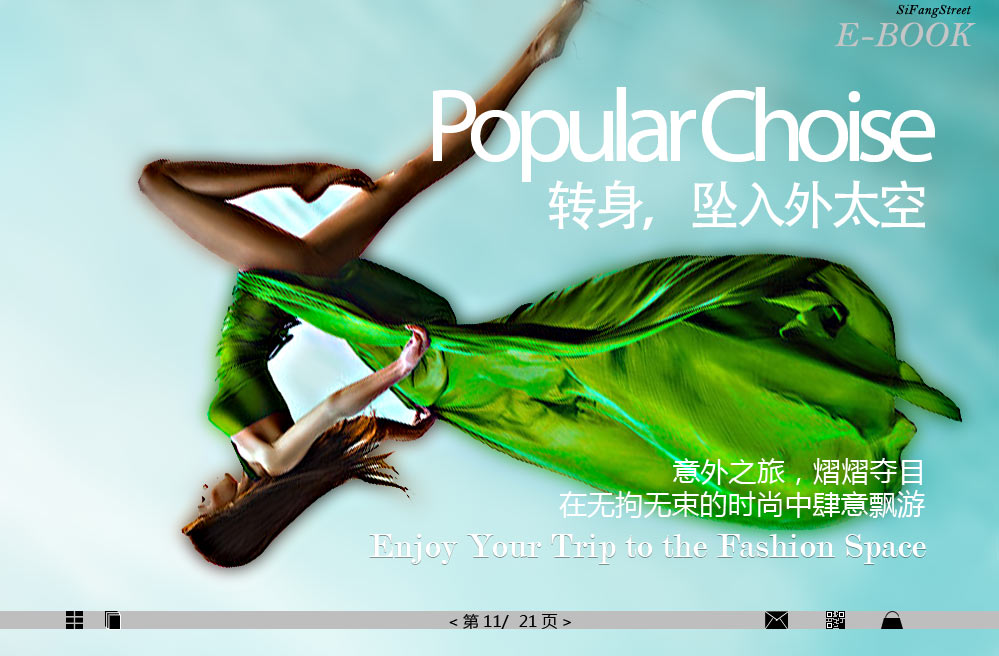 SiFangStreet
E-BOOK
Popular Choise
转身，坠入外太空
意外之旅，熠熠夺目
在无拘无束的时尚中肆意飘游
Enjoy Your Trip to the Fashion Space
< 第 11/ 21 页 >